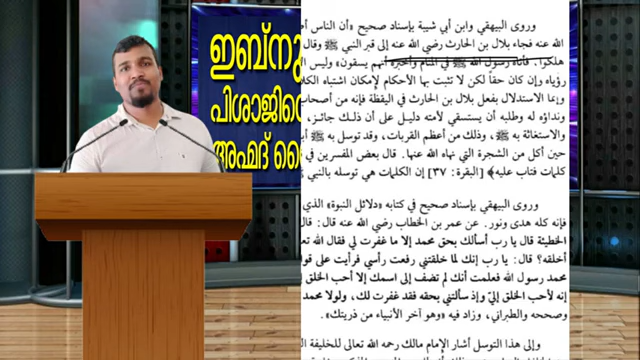 ഇബ്നു
പിശാജിന്റെ
അഹ്മദ്
وروى البيهقي وابن أبي شيبة بإسناد صحيح «أن الناس أص
الله عنه فجاء بلال بن الحارث رضي الله عنه إلى قبر النبي ﷺ وقال
هلكوا، فأتاه رسول الله ﷺ في المنام وأخبره أنهم يسقون» وليس ال
رؤياه وإن كان حقاً لكن لا تثبت بها الأحكام لإمكان اشتباه الكلا
وإنما الاستدلال بفعل بلال بن الحارث في اليقظة فإنه من أصحاب
ونداؤه له وطلبه أن يستسقي لأمته دليل على أن ذلك جائز،
والاستغاثة به ﷺ، وذلك من أعظم القربات، وقد توسل به ﷺ أب
حين أكل من الشجرة التي نهاه الله عنها. قال بعض المفسرين في
كلمات فتاب عليه﴾ [البقرة: ٣٧] إن الكلمات هي توسله بالنبي
وروى البيهقي بإسناد صحيح في كتابه «دلائل النبوة» الذي
فإنه كله هدى ونور. عن عمر بن الخطاب رضي الله عنه قال: قال
الخطيئة قال يا رب أسألك بحق محمد إلا ما غفرت لي فقال الله تعا
أخلقه؟ قال: يا رب إنك لما خلقتني رفعت رأسي فرأيت على قوا
محمد رسول الله فعلمت أنك لم تضف إلى اسمك إلا أحب الخلق
إنه لأحب الخلق إليّ وإذ سألتني بحقه فقد غفرت لك، ولولا محمد
وصححه والطبراني، وزاد فيه «وهو آخر الأنبياء من ذريتك».
وإلى هذا التوسل أشار الإمام مالك رحمه الله تعالى للخليفة ال